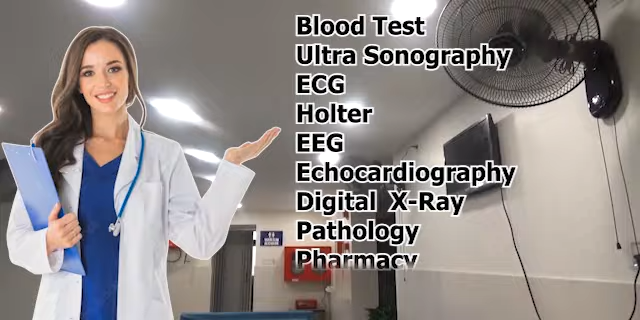 Blood Test
Ultra Sonography
ECG
Holter
EEG
Echocardiography
Digital X-Ray
Pathology
Pharmacy